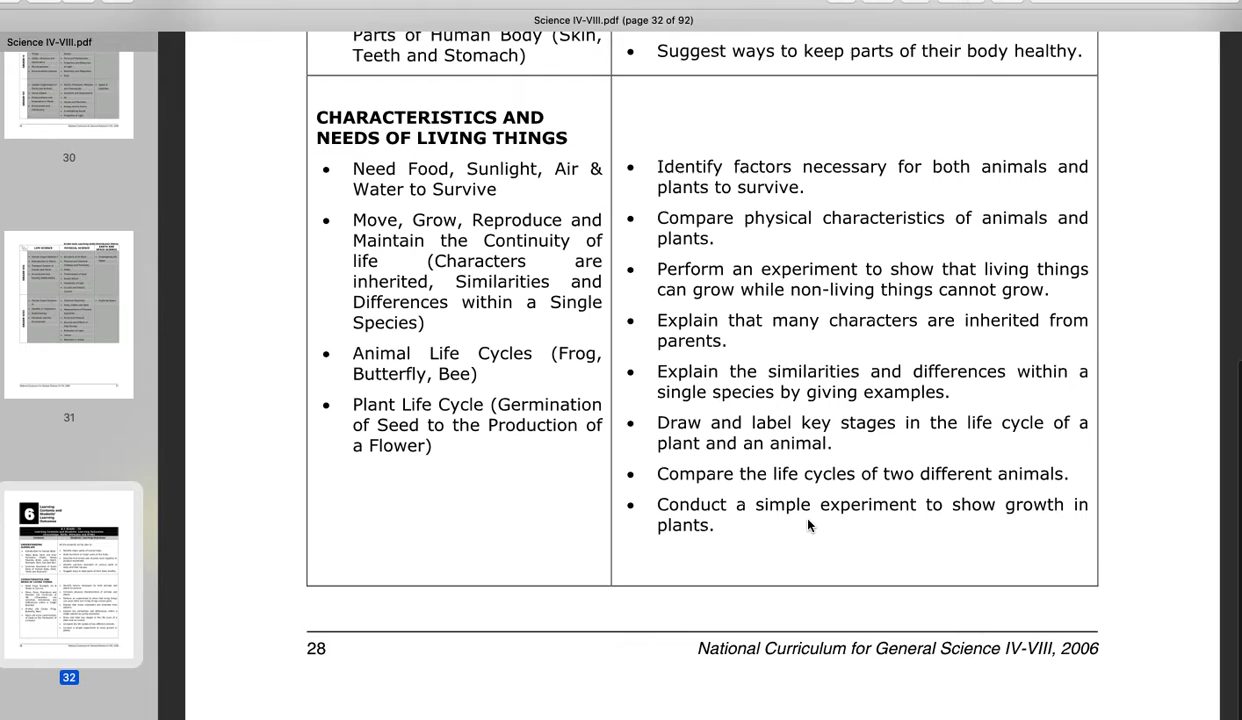 Science IV-VIII.pdf (page 32 of 92)
Science IV-VIII.pdf
Parts of Human Body (Skin,
Teeth and Stomach)
• Suggest ways to keep parts of their body healthy.
CHARACTERISTICS AND
NEEDS OF LIVING THINGS
• Need Food, Sunlight, Air &
Water to Survive
• Move, Grow, Reproduce and
Maintain the Continuity of
life (Characters are
inherited, Similarities and
Differences within a Single
Species)
• Animal Life Cycles (Frog,
Butterfly, Bee)
• Plant Life Cycle (Germination
of Seed to the Production of
a Flower)
• Identify factors necessary for both animals and
plants to survive.
• Compare physical characteristics of animals and
plants.
• Perform an experiment to show that living things
can grow while non-living things cannot grow.
• Explain that many characters are inherited from
parents.
• Explain the similarities and differences within a
single species by giving examples.
• Draw and label key stages in the life cycle of a
plant and an animal.
• Compare the life cycles of two different animals.
• Conduct a simple experiment to show growth in
plants.
28
National Curriculum for General Science IV-VIII, 2006
30
31
6
32